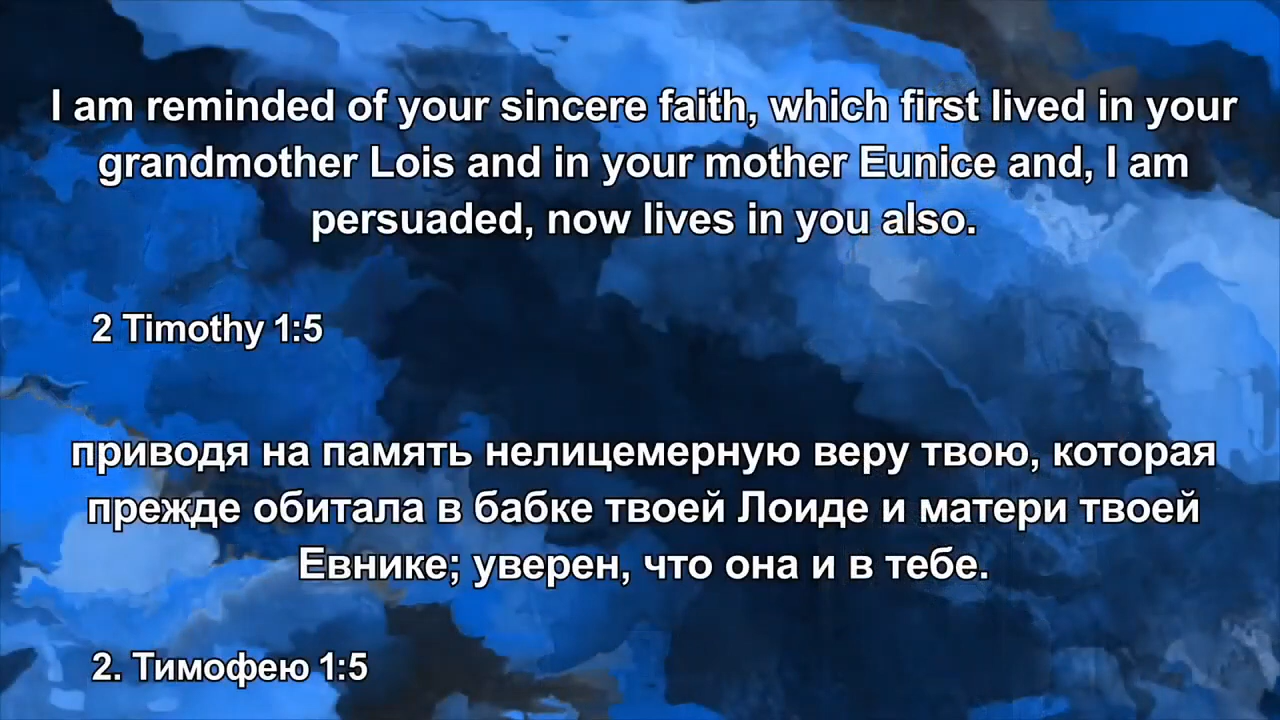 I am reminded of your sincere faith, which first lived in your
grandmother Lois and in your mother Eunice and, I am
persuaded, now lives in you also.
2 Timothy 1:5
приводя на память нелицемерную веру твою, которая
прежде обитала в бабке твоей Лоиде и матери твоей
Евнике; уверен, что она и в тебе.
2. Тимофею 1:5